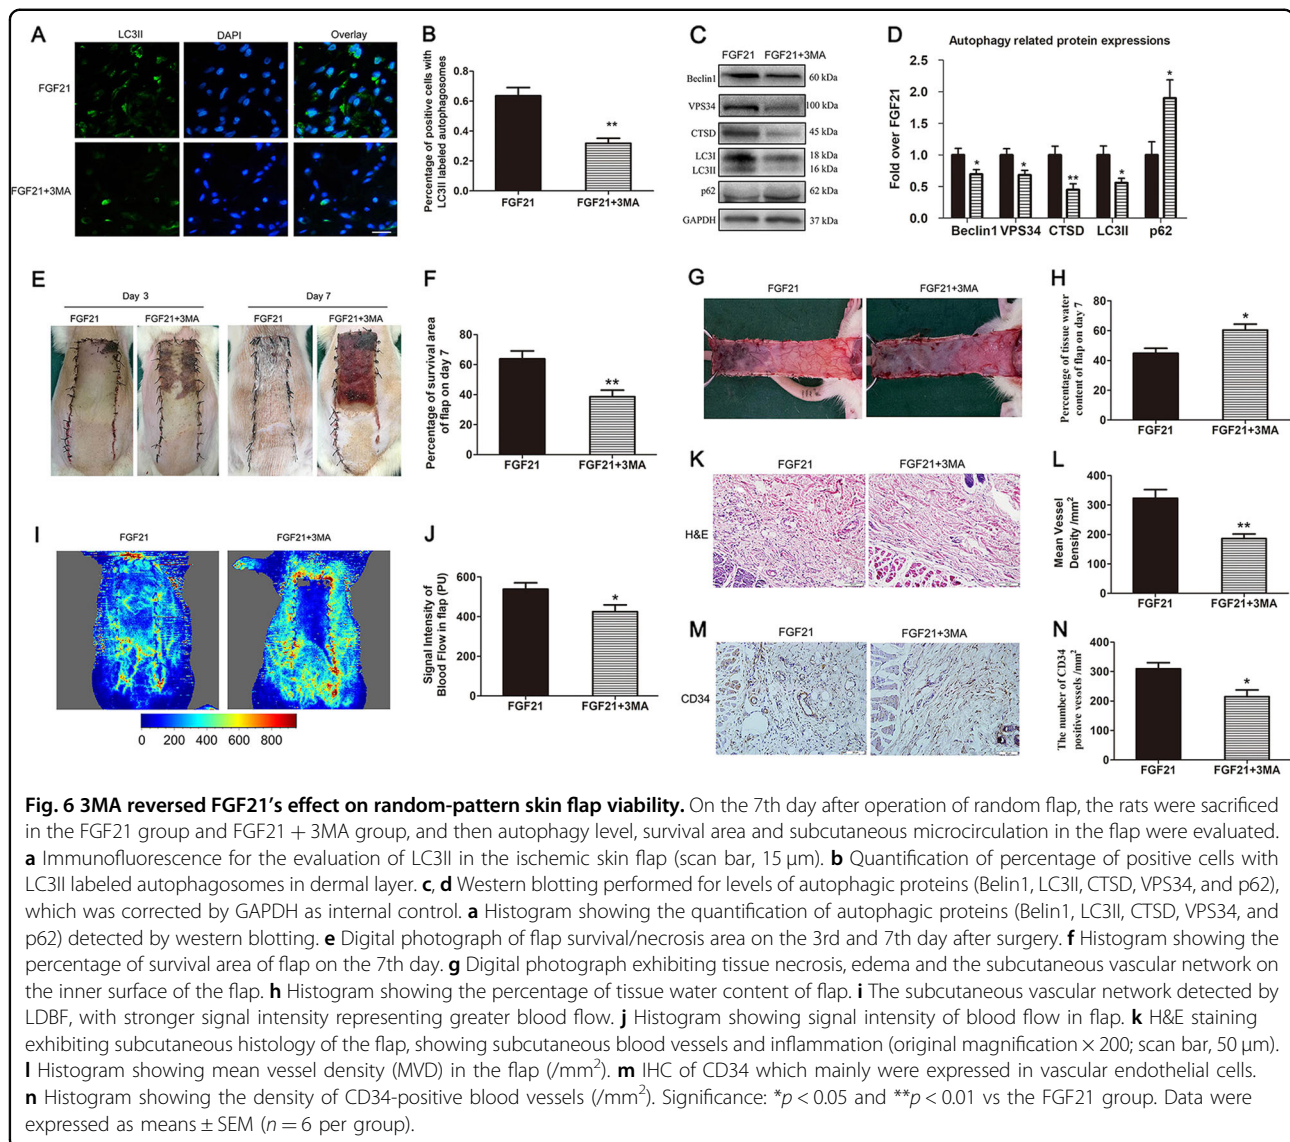 A
LC3II DAPI Overlay
FGF21
FGF21+3MA
B
Percentage of positive cells with
LC3II labeled autophagosomes
0.8
0.6
0.4
0.2
0.0
**
FGF21 FGF21+3MA
C
FGF21 FGF21+3MA
Beclin1 60 kDa
VPS34 100 kDa
CTSD 45 kDa
LC3I 18 kDa
LC3II 16 kDa
p62 62 kDa
GAPDH 37 kDa
D
Autophagy related protein expressions
Fold over FGF21
2.5
2.0
1.5
1.0
0.5
0.0
* * ** * *
Beclin1 VPS34 CTSD LC3II p62
E
Day 3 Day 7
FGF21 FGF21+3MA FGF21 FGF21+3MA
F
Percentage of survival area
of flap on day 7
80
60
40
20
0
**
FGF21 FGF21+3MA
G
FGF21 FGF21+3MA
H
Percentage of tissue water
content of flap on day 7
80
60
40
20
0
*
FGF21 FGF21+3MA
I
FGF21 FGF21+3MA
0 200 400 600 800
J
Signal Intensity of
Blood Flow in flap (PU)
600
400
200
0
*
FGF21 FGF21+3MA
K
FGF21 FGF21+3MA
H&E
L
Mean Vessel
Density /mm²
400
300
200
100
0
**
FGF21 FGF21+3MA
M
FGF21 FGF21+3MA
CD34
N
The number of CD34
positive vessels /mm²
400
300
200
100
0
*
FGF21 FGF21+3MA
Fig. 6 3MA reversed FGF21's effect on random-pattern skin flap viability. On the 7th day after operation of random flap, the rats were sacrificed
in the FGF21 group and FGF21 + 3MA group, and then autophagy level, survival area and subcutaneous microcirculation in the flap were evaluated.
a Immunofluorescence for the evaluation of LC3II in the ischemic skin flap (scan bar, 15 μm). b Quantification of percentage of positive cells with
LC3II labeled autophagosomes in dermal layer. c, d Western blotting performed for levels of autophagic proteins (Belin1, LC3II, CTSD, VPS34, and p62),
which was corrected by GAPDH as internal control. a Histogram showing the quantification of autophagic proteins (Belin1, LC3II, CTSD, VPS34, and
p62) detected by western blotting. e Digital photograph of flap survival/necrosis area on the 3rd and 7th day after surgery. f Histogram showing the
percentage of survival area of flap on the 7th day. g Digital photograph exhibiting tissue necrosis, edema and the subcutaneous vascular network on
the inner surface of the flap. h Histogram showing the percentage of tissue water content of flap. i The subcutaneous vascular network detected by
LDBF, with stronger signal intensity representing greater blood flow. j Histogram showing signal intensity of blood flow in flap. k H&E staining
exhibiting subcutaneous histology of the flap, showing subcutaneous blood vessels and inflammation (original magnification × 200; scan bar, 50 μm).
l Histogram showing mean vessel density (MVD) in the flap (/mm²). m IHC of CD34 which mainly were expressed in vascular endothelial cells.
n Histogram showing the density of CD34-positive blood vessels (/mm²). Significance: *p < 0.05 and **p < 0.01 vs the FGF21 group. Data were
expressed as means ± SEM (n = 6 per group).